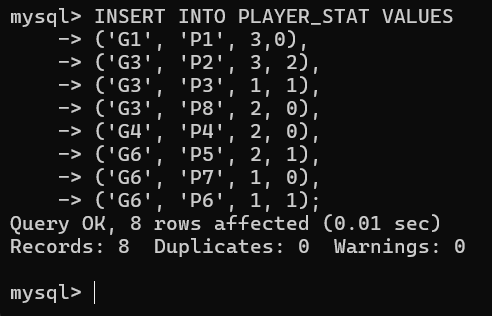 mysql> INSERT INTO PLAYER_STAT VALUES
-> ('G1', 'P1', 3,0),
-> ('G3', 'P2', 3, 2),
-> ('G3', 'P3', 1, 1),
-> ('G3', 'P8', 2, 0),
-> ('G4', 'P4', 2, 0),
-> ('G6', 'P5', 2, 1),
-> ('G6', 'P7', 1, 0),
-> ('G6', 'P6', 1, 1);
Query OK, 8 rows affected (0.01 sec)
Records: 8  Duplicates: 0  Warnings: 0
mysql>